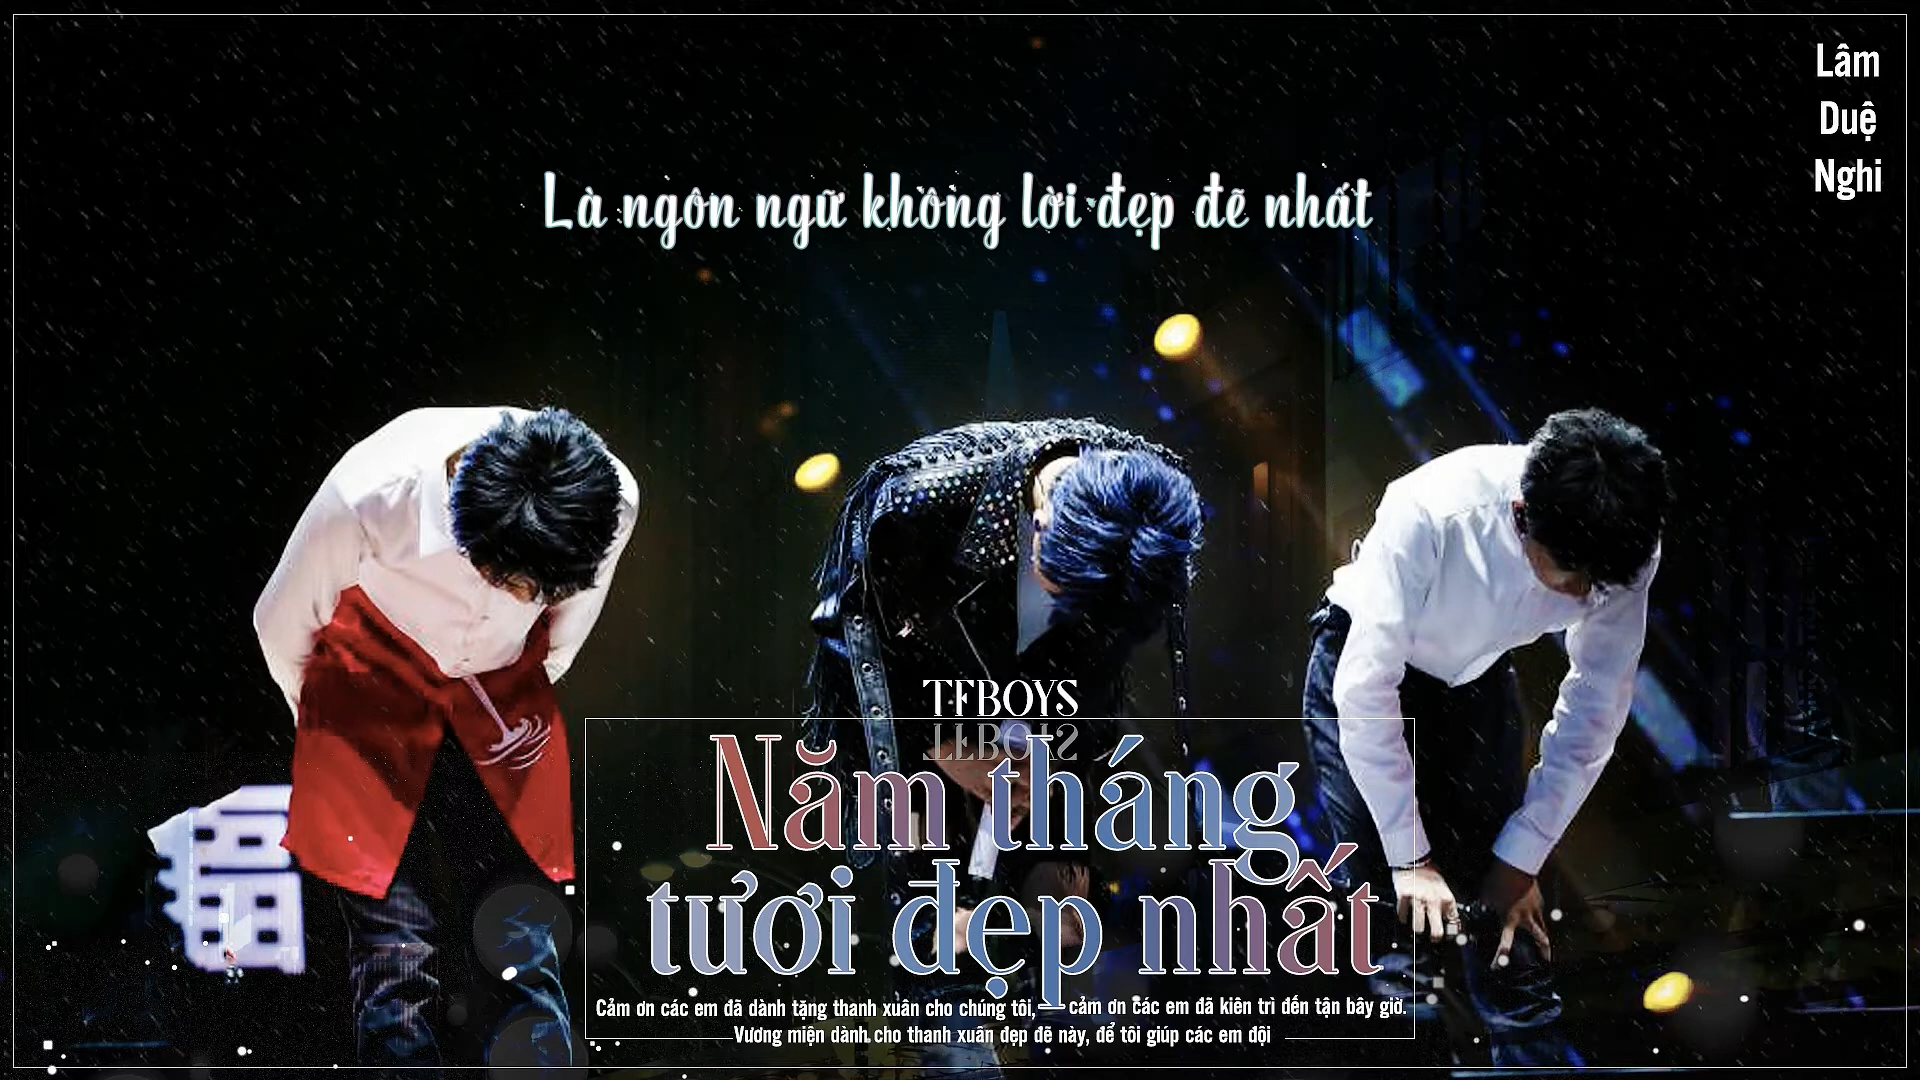 Lâm
Duệ
Nghi
Là ngôn ngữ không lời đẹp đẽ nhất
TFBOYS
Năm tháng
tươi đẹp nhất
Cảm ơn các em đã dành tặng thanh xuân cho chúng tôi, cảm ơn các em đã kiên trì đến tận bây giờ.
Vương miện dành cho thanh xuân đẹp đẽ này, để tôi giúp các em đội